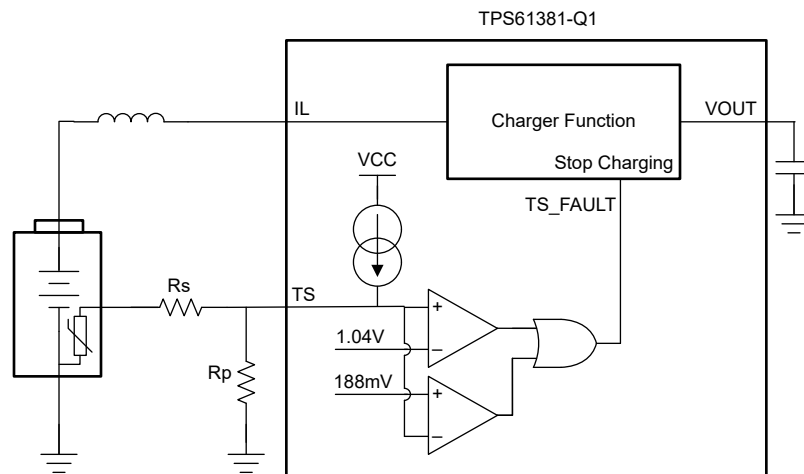 TPS61381-Q1
IL
Charger Function
VOUT
Stop Charging
VCC
TS_FAULT
Rs
TS
+
1.04V
−
Rp
188mV
+
−